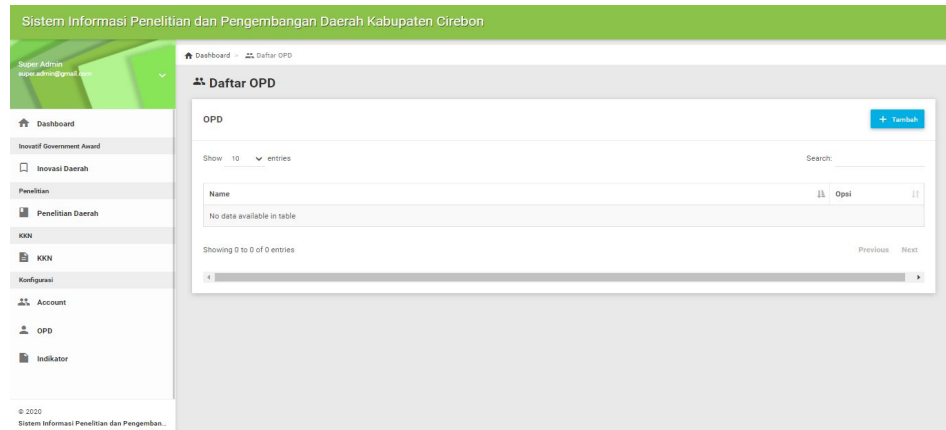 Sistem Informasi Penelitian dan Pengembangan Daerah Kabupaten Cirebon
Super Admin
super.admin@gmail.com
Dashboard
Inovatif Government Award
Inovasi Daerah
Penelitian
Penelitian Daerah
KKN
KKN
Konfigurasi
Account
OPD
Indikator
© 2020
Sistem Informasi Penelitian dan Pengemban...
Dashboard > Daftar OPD
Daftar OPD
OPD
+ Tambah
Show 10 entries
Search:
Name Opsi
No data available in table
Showing 0 to 0 of 0 entries
Previous Next